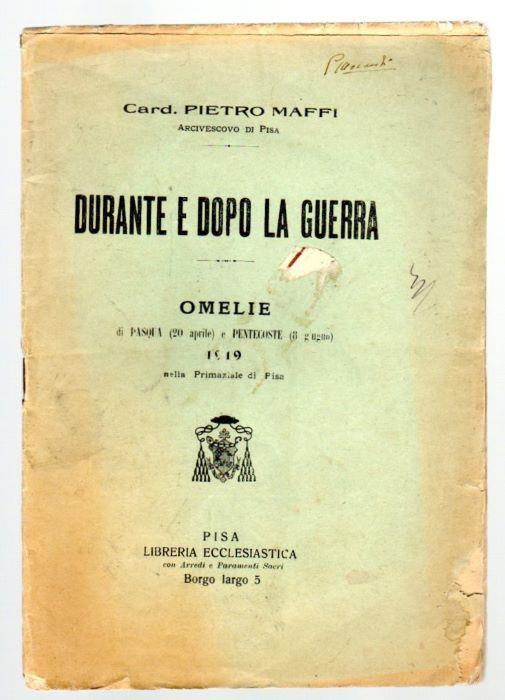 Card. PIETRO MAFFI
ARCIVESCOVO DI PISA
DURANTE E DOPO LA GUERRA
OMELIE
di PASQUA (20 aprile) e PENTECOSTE (8 giugno)
1919
nella Primaziale di Pisa
PISA
LIBRERIA ECCLESIASTICA
con Arredi e Paramenti Sacri
Borgo largo 5